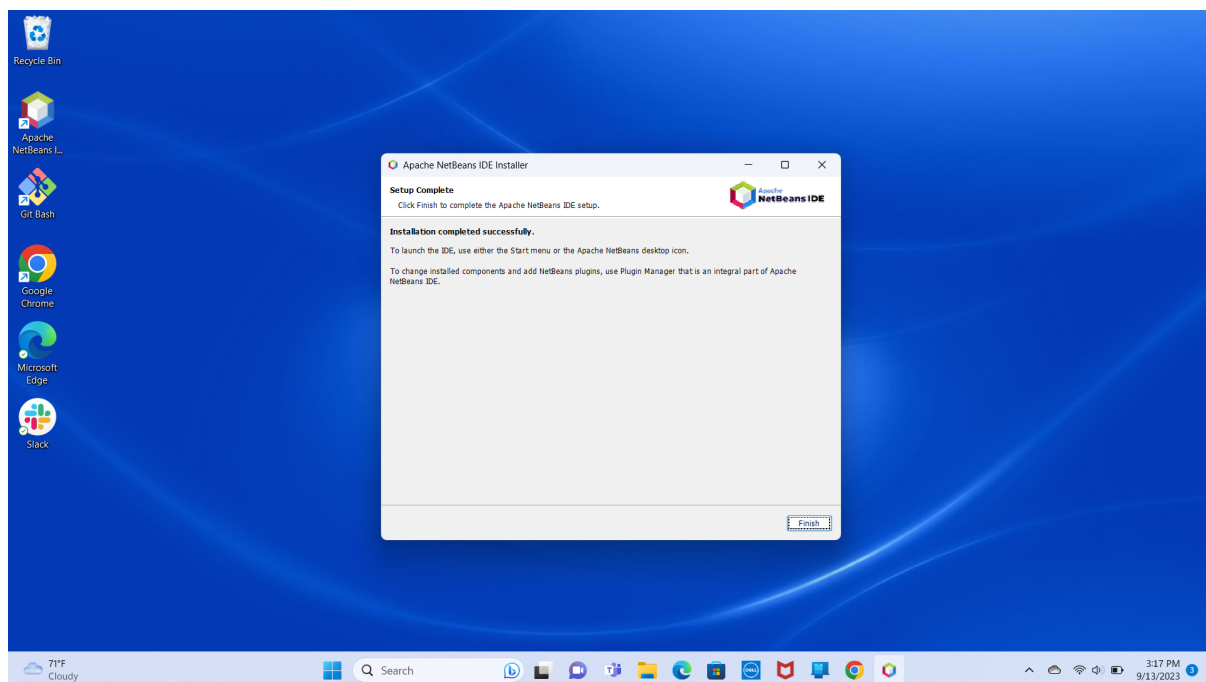 Recycle Bin
Apache
NetBeans I...
Git Bash
Google
Chrome
Microsoft
Edge
Slack
Apache NetBeans IDE Installer
Setup Complete
Click Finish to complete the Apache NetBeans IDE setup.
Apache
NetBeans IDE
Installation completed successfully.
To launch the IDE, use either the Start menu or the Apache NetBeans desktop icon.
To change installed components and add NetBeans plugins, use Plugin Manager that is an integral part of Apache
NetBeans IDE.
Finish
71°F
Cloudy
Search
b
DELL
3:17 PM
9/13/2023
3